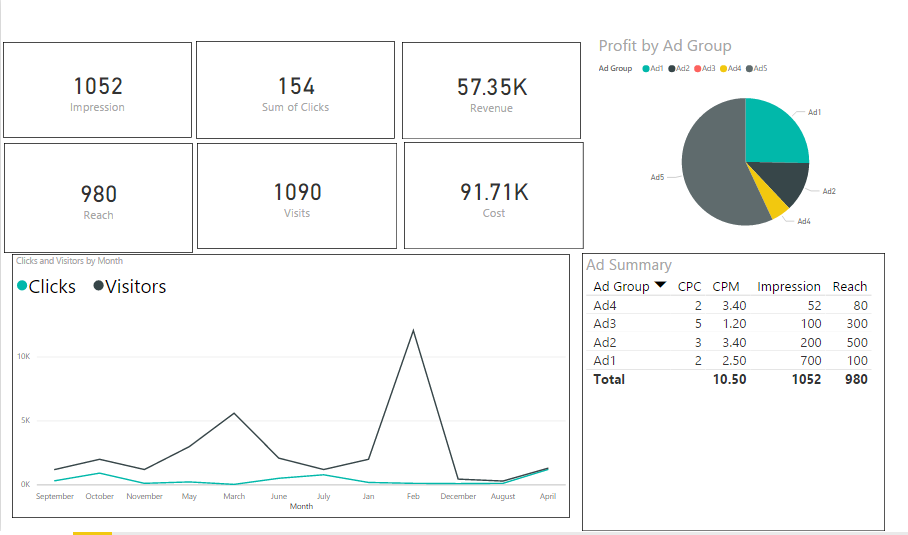 1052
Impression
154
Sum of Clicks
57.35K
Revenue
980
Reach
1090
Visits
91.71K
Cost
Profit by Ad Group
Ad Group Ad1 Ad2 Ad3 Ad4 Ad5
Ad1
Ad5
Ad2
Ad4
Clicks and Visitors by Month
Clicks Visitors
10K
5K
0K
September October November May March June July Jan Feb December August April
Month
Ad Summary
Ad Group CPC CPM Impression Reach
Ad4 2 3.40 52 80
Ad3 5 1.20 100 300
Ad2 3 3.40 200 500
Ad1 2 2.50 700 100
Total 10.50 1052 980